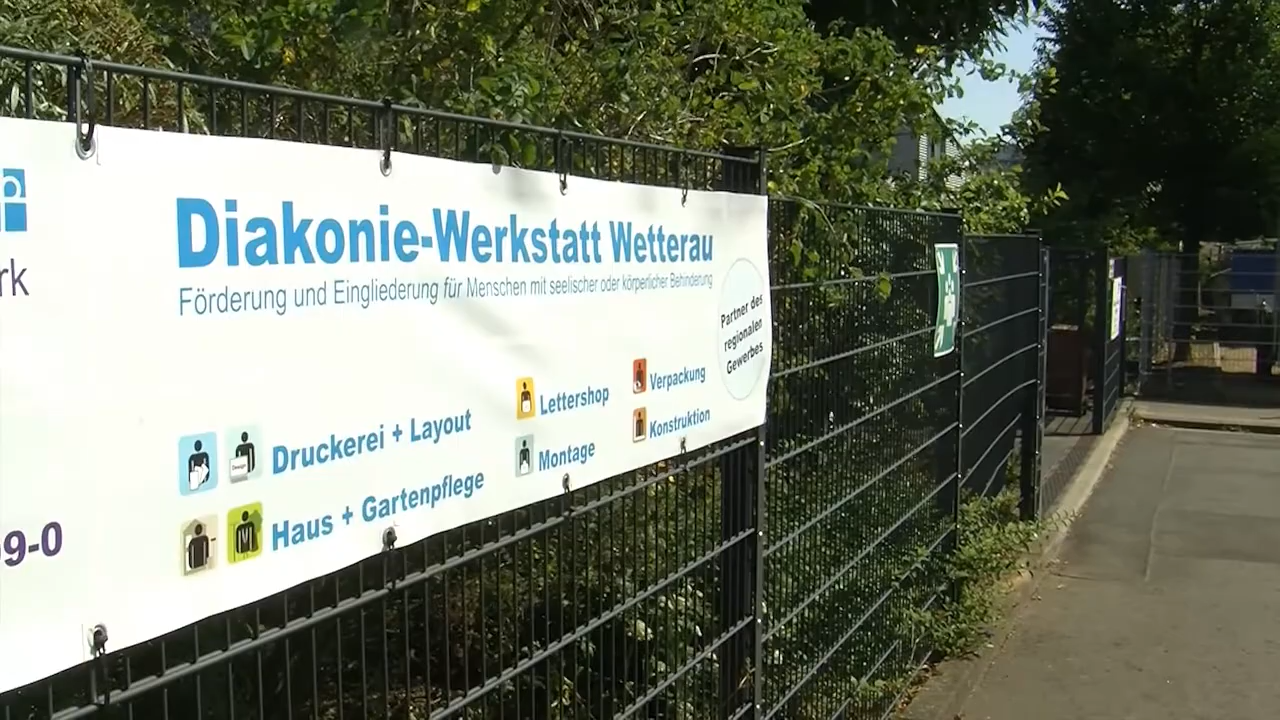 Diakonie-Werkstatt Wetterau
Förderung und Eingliederung für Menschen mit seelischer oder körperlicher Behinderung
Partner des
regionalen
Gewerbes
rk
Druckerei + Layout
Lettershop
Verpackung
Haus + Gartenpflege
Montage
Konstruktion
9-0